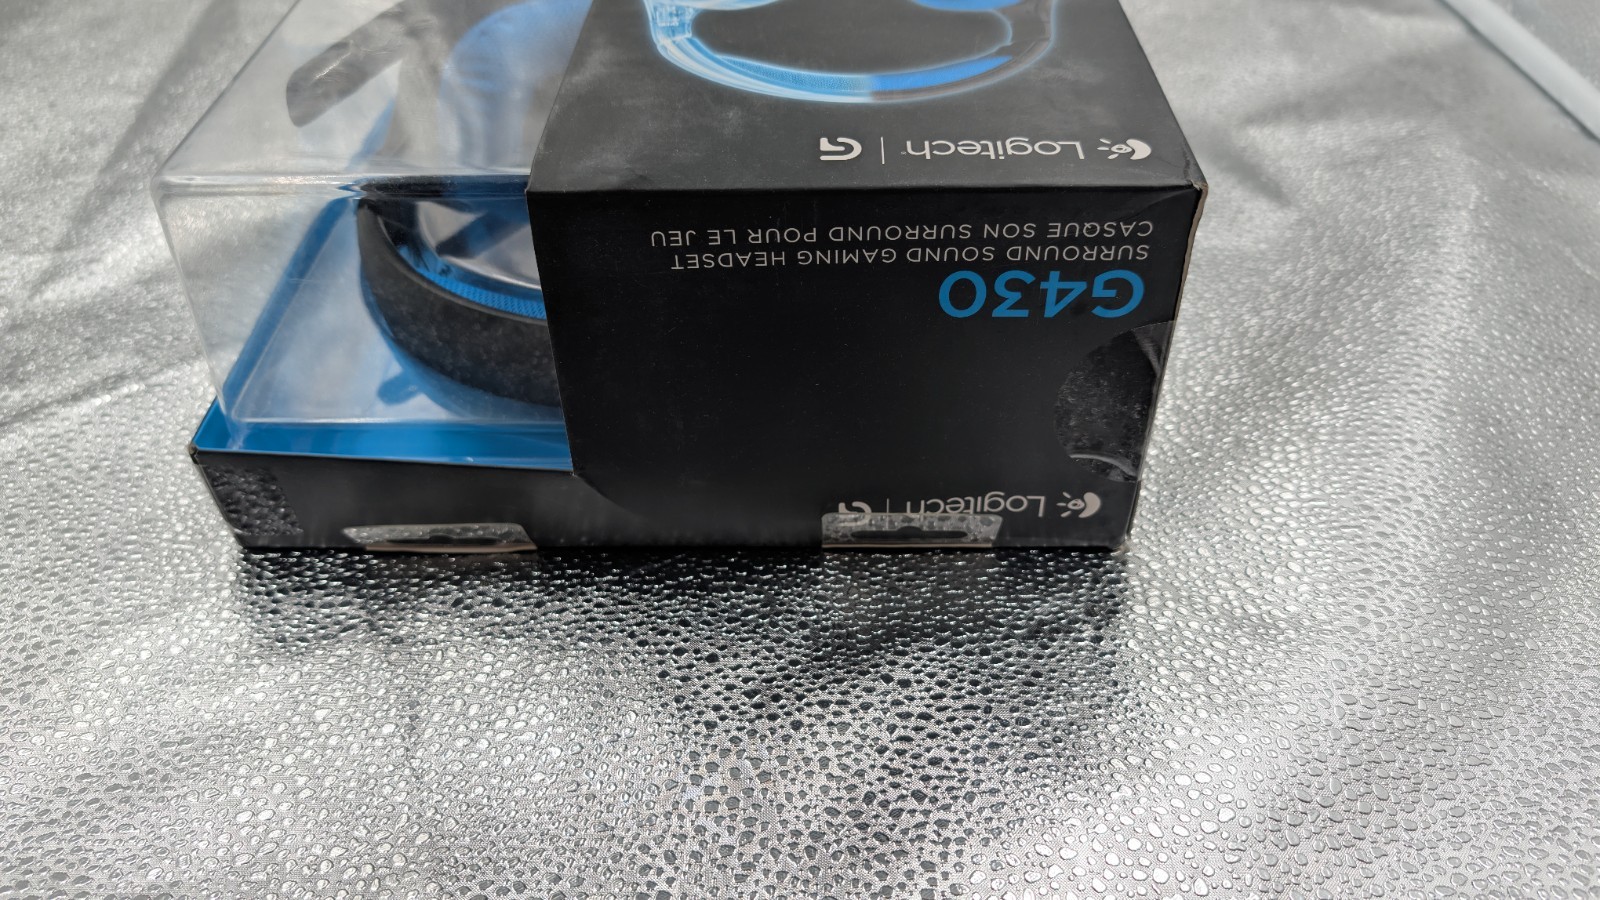 Logitech | G
G430
SURROUND SOUND GAMING HEADSET
CASQUE SON SURROUND POUR LE JEU
Logitech | G